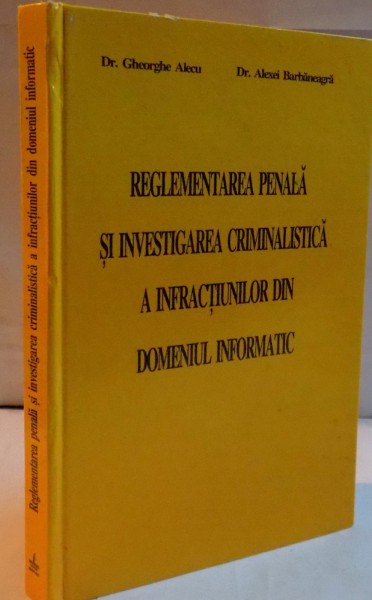 Dr. Gheorghe Alecu
Dr. Alexei Barbăneagră
REGLEMENTAREA PENALĂ
ȘI INVESTIGAREA CRIMINALISTICĂ
A INFRACȚIUNILOR DIN
DOMENIUL INFORMATIC
Reglementarea penală și investigarea criminalistică a infracțiunilor din domeniul informatic